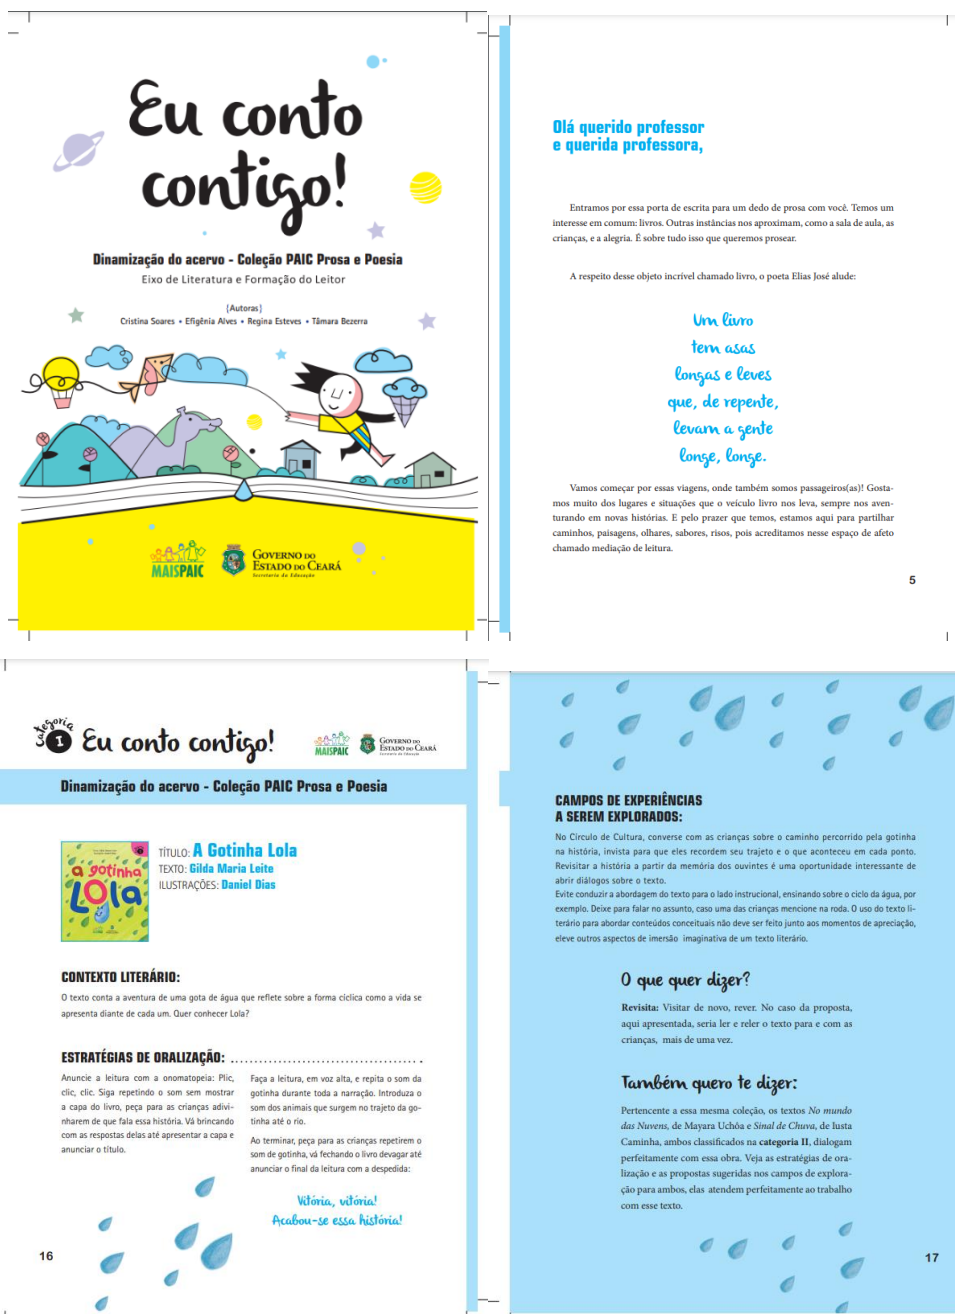 Eu conto
contigo!
Dinamização do acervo - Coleção PAIC Prosa e Poesia
Eixo de Literatura e Formação do Leitor
[Autoras]
Cristina Soares • Efigênia Alves • Regina Esteves • Tâmara Bezerra
MAISPAIC
GOVERNO DO
ESTADO DO CEARÁ
Secretaria da Educação
Olá querido professor
e querida professora,
Entramos por essa porta de escrita para um dedo de prosa com você. Temos um
interesse em comum: livros. Outras instâncias nos aproximam, como a sala de aula, as
crianças, e a alegria. É sobre tudo isso que queremos prosear.
A respeito desse objeto incrível chamado livro, o poeta Elias José alude:
Um livro
tem asas
longas e leves
que, de repente,
levam a gente
longe, longe.
Vamos começar por essas viagens, onde também somos passageiros(as)! Gosta-
mos muito dos lugares e situações que o veículo livro nos leva, sempre nos aven-
turando em novas histórias. E pelo prazer que temos, estamos aqui para partilhar
caminhos, paisagens, olhares, sabores, risos, pois acreditamos nesse espaço de afeto
chamado mediação de leitura.
5
categoria
I
Eu conto contigo!
MAISPAIC
GOVERNO DO
ESTADO DO CEARÁ
Secretaria da Educação
Dinamização do acervo - Coleção PAIC Prosa e Poesia
a gotinha
LOla
TÍTULO: A Gotinha Lola
TEXTO: Gilda Maria Leite
ILUSTRAÇÕES: Daniel Dias
CONTEXTO LITERÁRIO:
O texto conta a aventura de uma gota de água que reflete sobre a forma cíclica como a vida se
apresenta diante de cada um. Quer conhecer Lola?
ESTRATÉGIAS DE ORALIZAÇÃO:
Anuncie a leitura com a onomatopeia: Plic,
clic, clic. Siga repetindo o som sem mostrar
a capa do livro, peça para as crianças adivi-
nharem de que fala essa história. Vá brincando
com as respostas delas até apresentar a capa e
anunciar o título.
Faça a leitura, em voz alta, e repita o som da
gotinha durante toda a narração. Introduza o
som dos animais que surgem no trajeto da go-
tinha até o rio.
Ao terminar, peça para as crianças repetirem o
som de gotinha, vá fechando o livro devagar até
anunciar o final da leitura com a despedida:
Vitória, vitória!
Acabou-se essa história!
16
CAMPOS DE EXPERIÊNCIAS
A SEREM EXPLORADOS:
No Círculo de Cultura, converse com as crianças sobre o caminho percorrido pela gotinha
na história, invista para que eles recordem seu trajeto e o que aconteceu em cada ponto.
Revisitar a história a partir da memória dos ouvintes é uma oportunidade interessante de
abrir diálogos sobre o texto.
Evite conduzir a abordagem do texto para o lado instrucional, ensinando sobre o ciclo da água, por
exemplo. Deixe para falar no assunto, caso uma das crianças mencione na roda. O uso do texto li-
terário para abordar conteúdos conceituais não deve ser feito junto aos momentos de apreciação,
eleve outros aspectos de imersão imaginativa de um texto literário.
O que quer dizer?
Revisita: Visitar de novo, rever. No caso da proposta,
aqui apresentada, seria ler e reler o texto para e com as
crianças, mais de uma vez.
Também quero te dizer:
Pertencente a essa mesma coleção, os textos No mundo
das Nuvens, de Mayara Uchôa e Sinal de Chuva, de Iusta
Caminha, ambos classificados na categoria II, dialogam
perfeitamente com essa obra. Veja as estratégias de ora-
lização e as propostas sugeridas nos campos de explora-
ção para ambos, elas atendem perfeitamente ao trabalho
com esse texto.
17